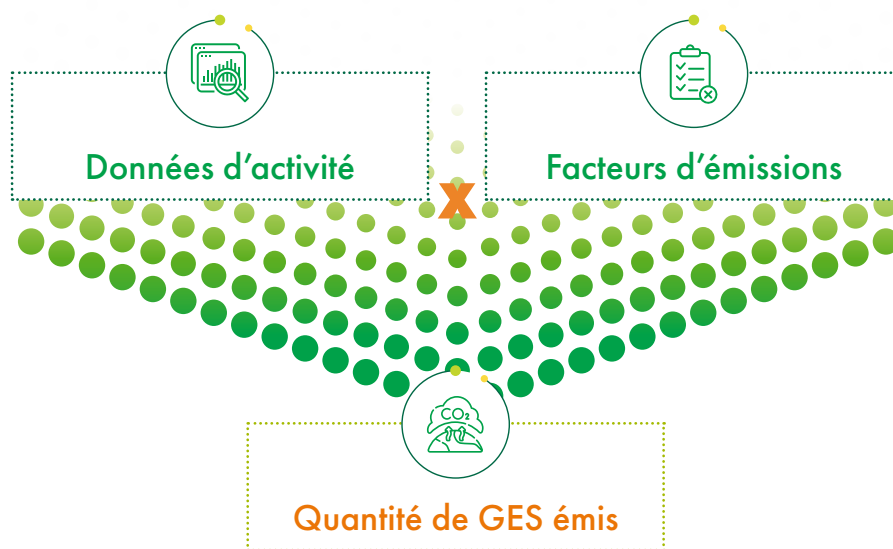 Données d’activité
Facteurs d’émissions
X
CO₂
Quantité de GES émis